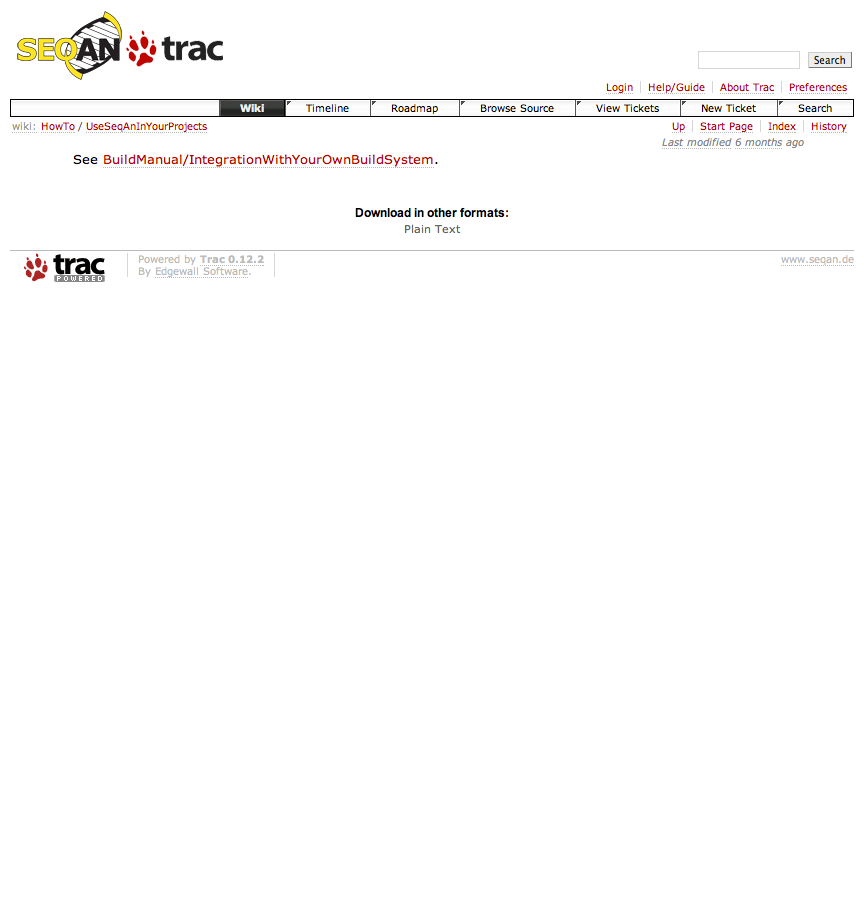 SEQAN trac
Search
Login Help/Guide About Trac Preferences
Wiki Timeline Roadmap Browse Source View Tickets New Ticket Search
wiki: HowTo / UseSeqAnInYourProjects Up Start Page Index History
Last modified 6 months ago
See BuildManual/IntegrationWithYourOwnBuildSystem.
Download in other formats:
Plain Text
trac POWERED
Powered by Trac 0.12.2
By Edgewall Software.
www.seqan.de